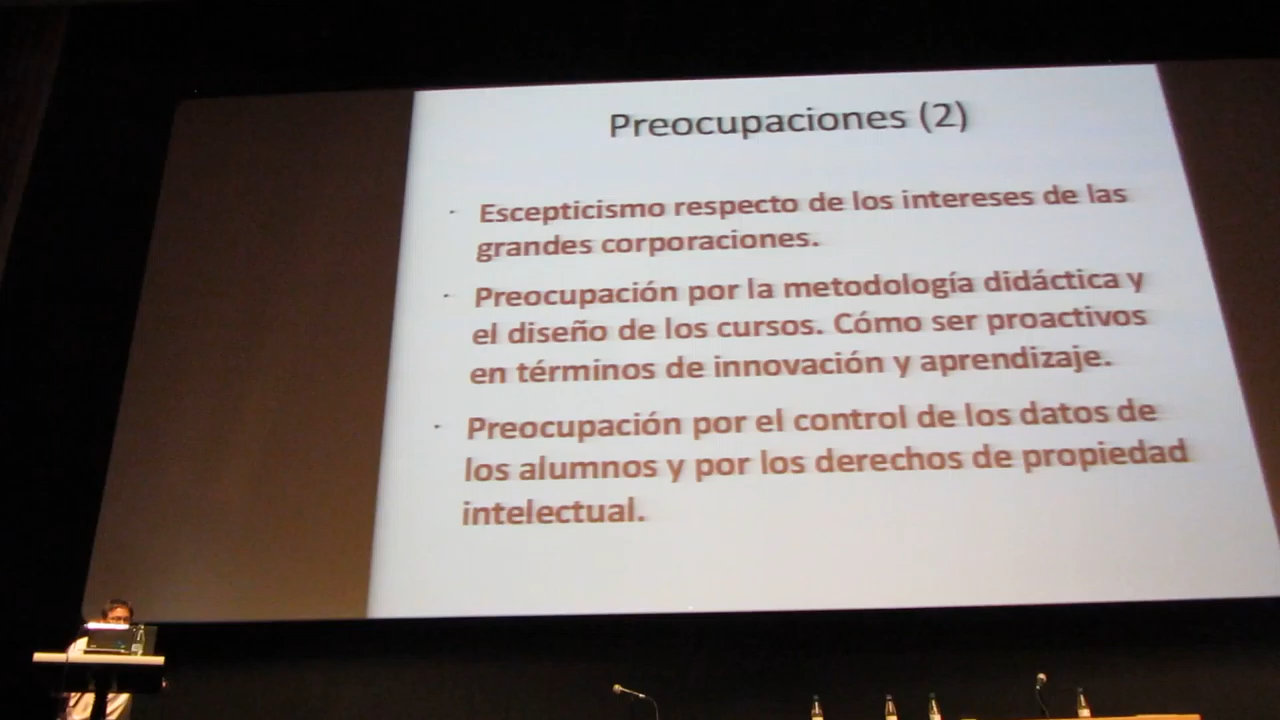 Preocupaciones (2)
· Escepticismo respecto de los intereses de las
grandes corporaciones.
· Preocupación por la metodología didáctica y
el diseño de los cursos. Cómo ser proactivos
en términos de innovación y aprendizaje.
· Preocupación por el control de los datos de
los alumnos y por los derechos de propiedad
intelectual.